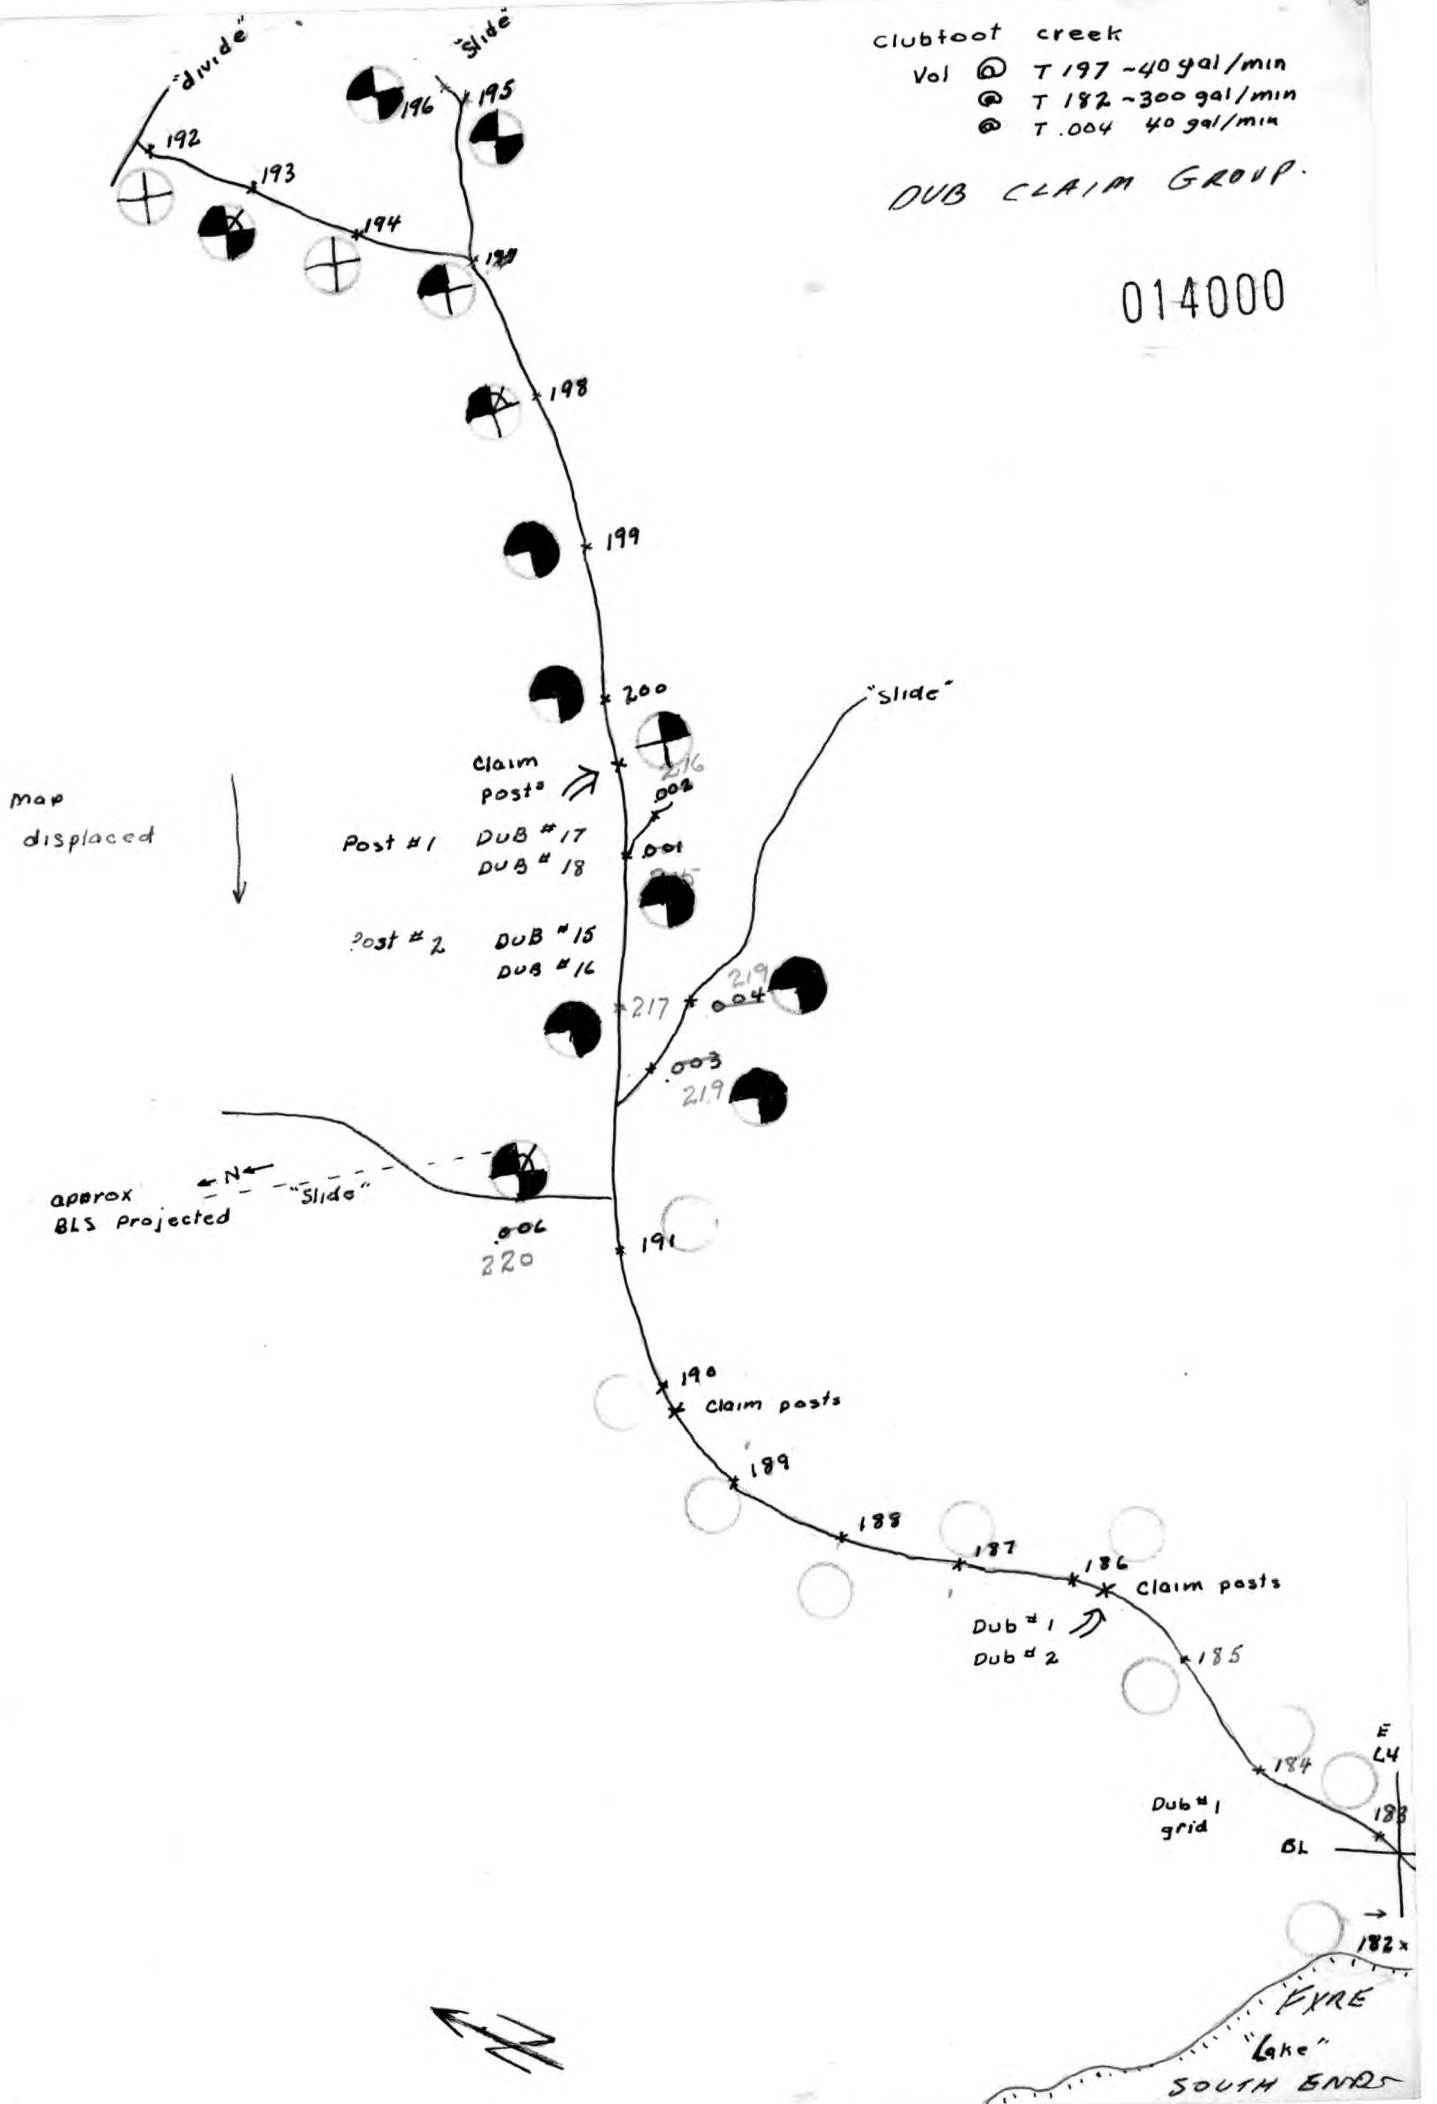 Clubfoot creek
Vol @ T 197 ~40 gal/min
@ T 182 ~300 gal/min
@ T .004 40 gal/min
DUB CLAIM GROUP.
014000
"divide"
"Slide"
196
195
192
193
194
198
199
200
"Slide"
Claim
posts
216
.002
Map
displaced
Post #1 DUB #17
DUB # 18
.001
Post # 2 DUB #15
DUB #16
217
219
.004
.003
219
N
approx
BLS Projected
"Slide"
.006
220
191
190
Claim posts
189
188
187
186
Claim posts
Dub # 1
Dub # 2
185
184
E
L4
Dub # 1
grid
183
BL
182x
N
FYRE
"Lake"
SOUTH END